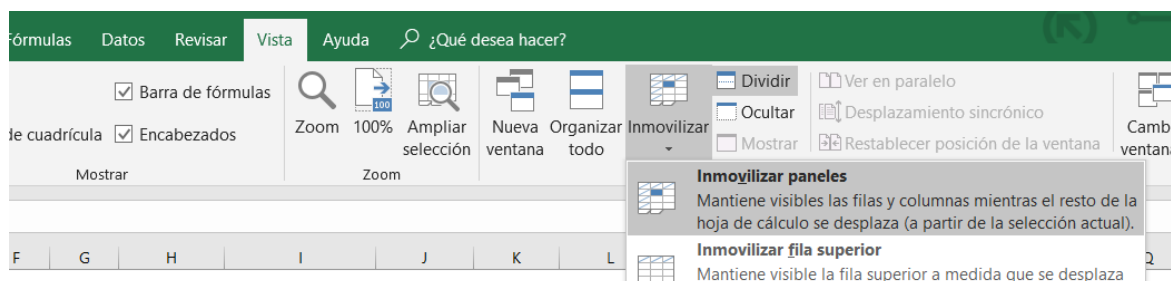 Fórmulas Datos Revisar Vista Ayuda ¿Qué desea hacer?
Barra de fórmulas
de cuadrícula Encabezados
Mostrar
Zoom 100% Ampliar selección
100
Zoom
Nueva ventana Organizar todo Inmovilizar
Dividir
Ocultar
Mostrar
Ver en paralelo
Desplazamiento sincrónico
Restablecer posición de la ventana
Inmovilizar paneles
Mantiene visibles las filas y columnas mientras el resto de la
hoja de cálculo se desplaza (a partir de la selección actual).
Inmovilizar fila superior
Mantiene visible la fila superior a medida que se desplaza
F G H I J K L Q